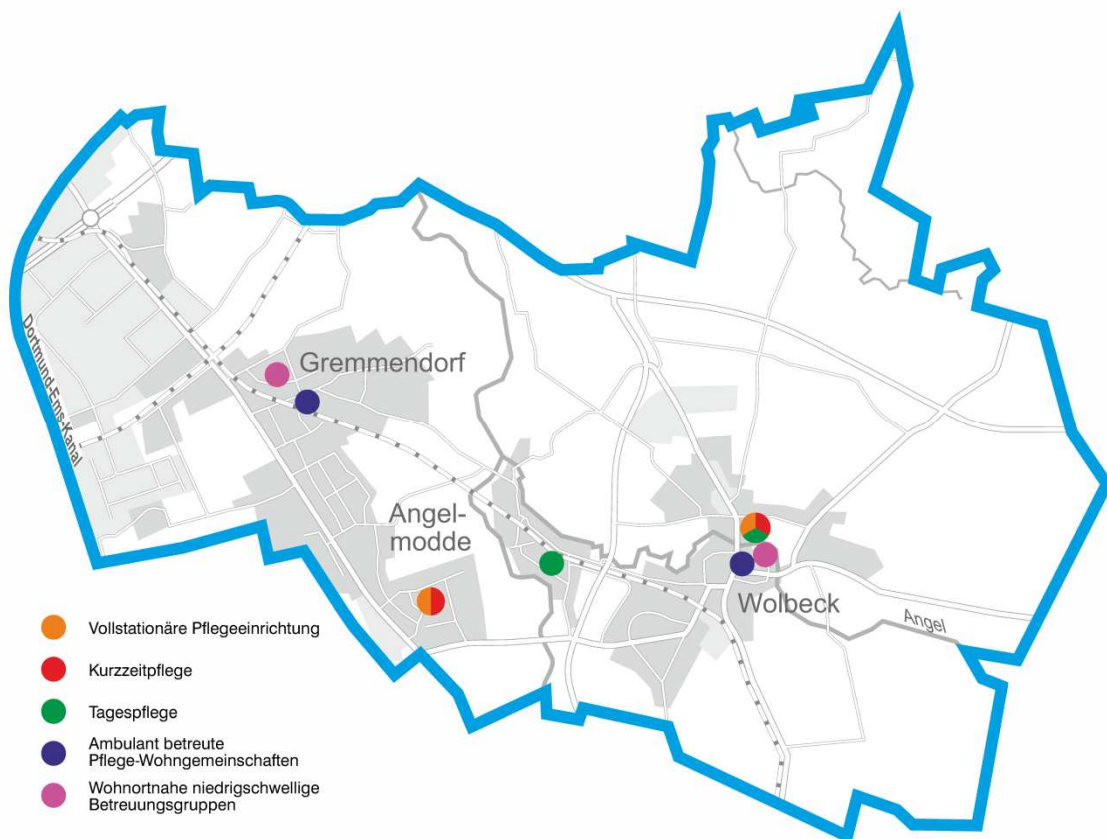 Gremmendorf
Dortmund-Ems-Kanal
Angel-
modde
Wolbeck
Angel
Vollstationäre Pflegeeinrichtung
Kurzzeitpflege
Tagespflege
Ambulant betreute
Pflege-Wohngemeinschaften
Wohnortnahe niedrigschwellige
Betreuungsgruppen